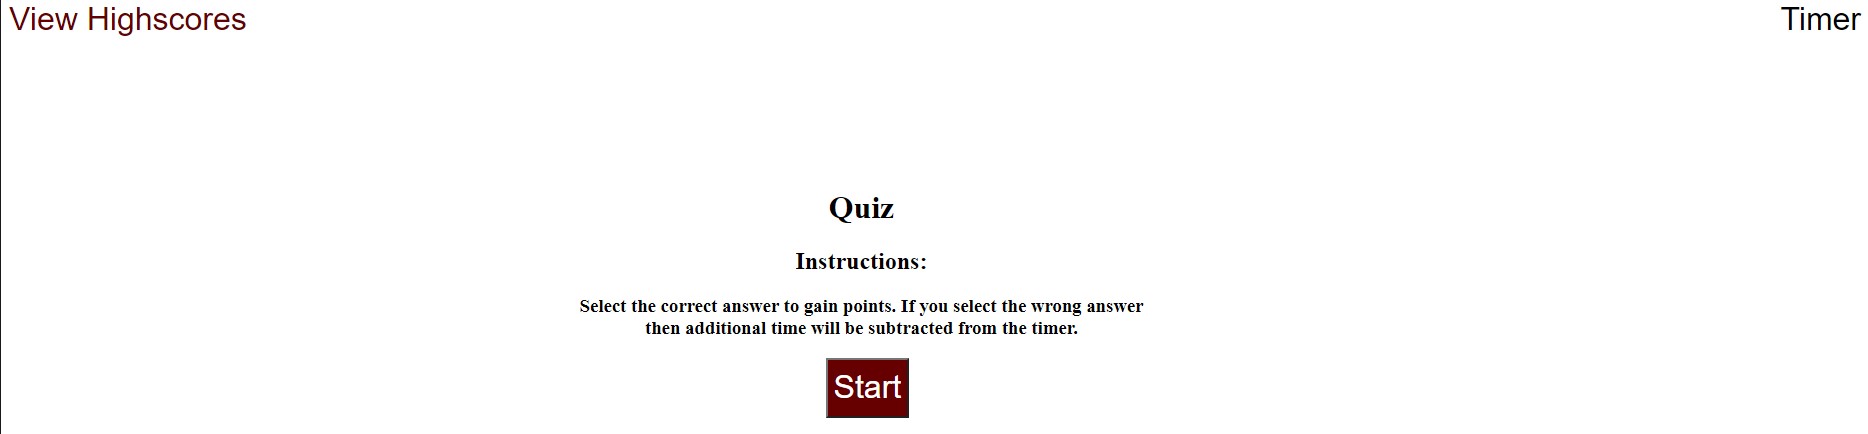 View Highscores
Timer
Quiz
Instructions:
Select the correct answer to gain points. If you select the wrong answer
then additional time will be subtracted from the timer.
Start